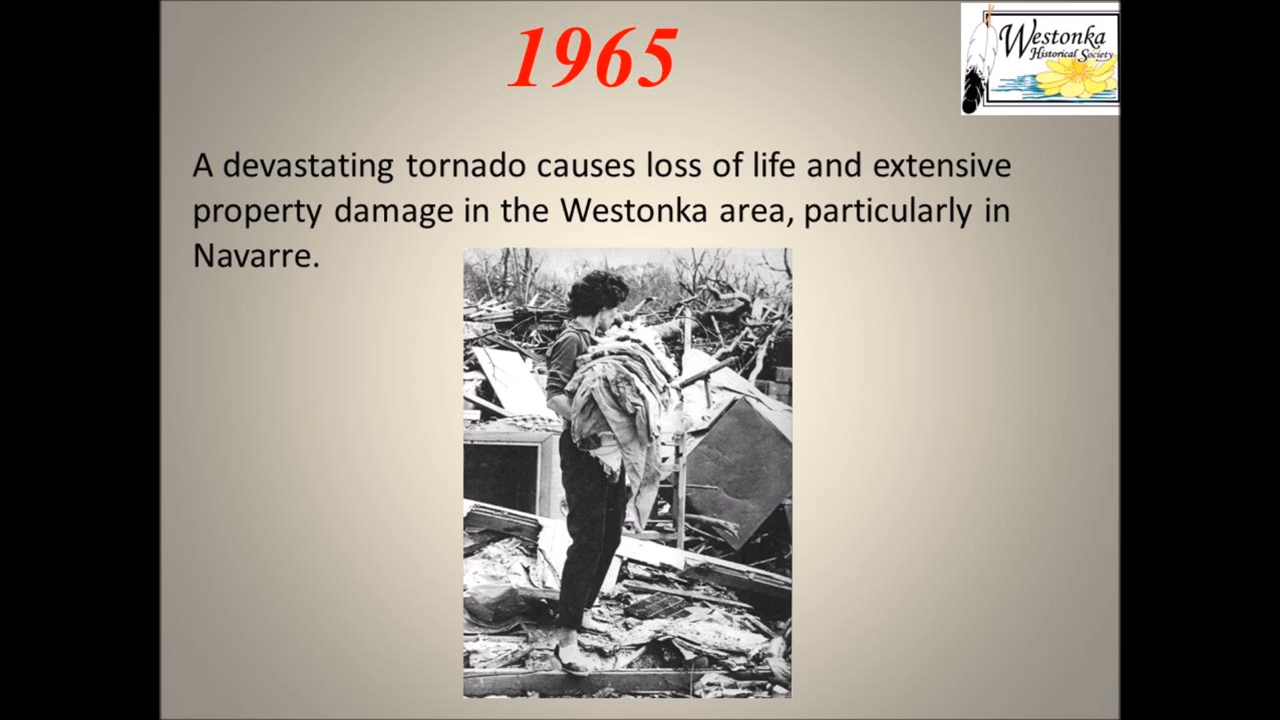 1965
Westonka
Historical Society
A devastating tornado causes loss of life and extensive
property damage in the Westonka area, particularly in
Navarre.